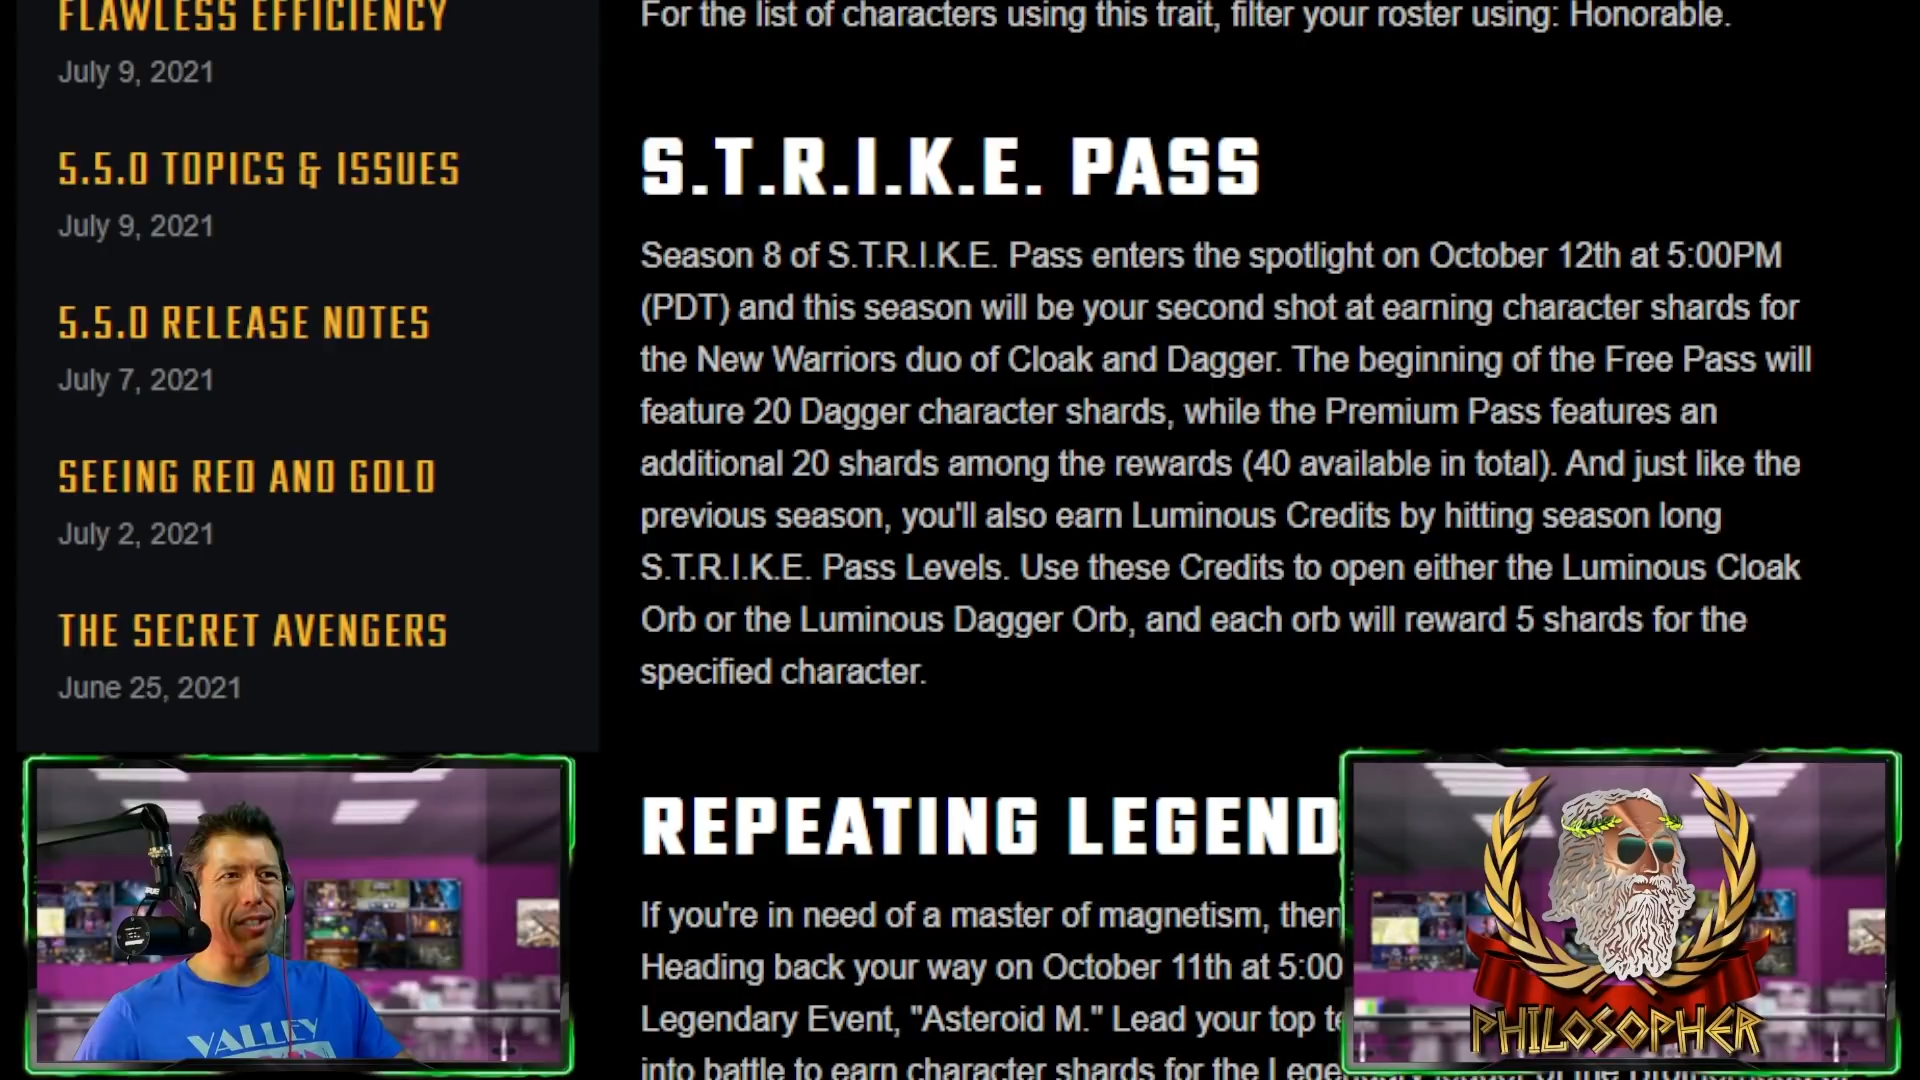 FLAWLESS EFFICIENCY
July 9, 2021
5.5.0 TOPICS & ISSUES
July 9, 2021
5.5.0 RELEASE NOTES
July 7, 2021
SEEING RED AND GOLD
July 2, 2021
THE SECRET AVENGERS
June 25, 2021
For the list of characters using this trait, filter your roster using: Honorable.
S.T.R.I.K.E. PASS
Season 8 of S.T.R.I.K.E. Pass enters the spotlight on October 12th at 5:00PM
(PDT) and this season will be your second shot at earning character shards for
the New Warriors duo of Cloak and Dagger. The beginning of the Free Pass will
feature 20 Dagger character shards, while the Premium Pass features an
additional 20 shards among the rewards (40 available in total). And just like the
previous season, you'll also earn Luminous Credits by hitting season long
S.T.R.I.K.E. Pass Levels. Use these Credits to open either the Luminous Cloak
Orb or the Luminous Dagger Orb, and each orb will reward 5 shards for the
specified character.
REPEATING LEGEND
If you're in need of a master of magnetism, then
Heading back your way on October 11th at 5:00
Legendary Event, "Asteroid M." Lead your top
into battle to earn character shards for the
VALLEY
PHILOSOPHER